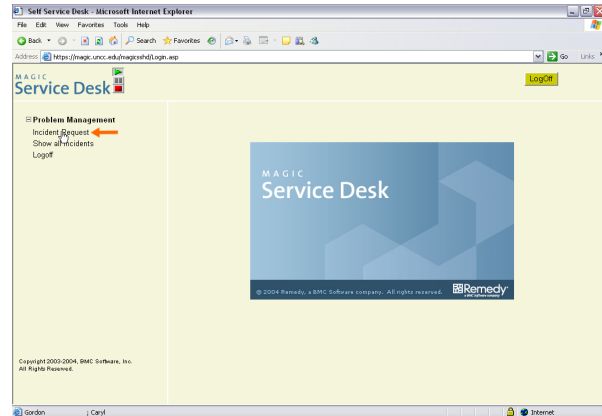 Self Service Desk - Microsoft Internet Explorer
File Edit View Favorites Tools Help
Back Search Favorites
Address https://magic.uncc.edu/magicsshd/Login.asp Go Links
MAGIC
Service Desk
LogOff
Problem Management
Incident Request
Show all Incidents
Logoff
MAGIC
Service Desk
© 2004 Remedy, a BMC Software company. All rights reserved.
Remedy
a BMC Software company
Copyright 2003-2004, BMC Software, Inc.
All Rights Reserved.
Gordon ; Caryl Internet